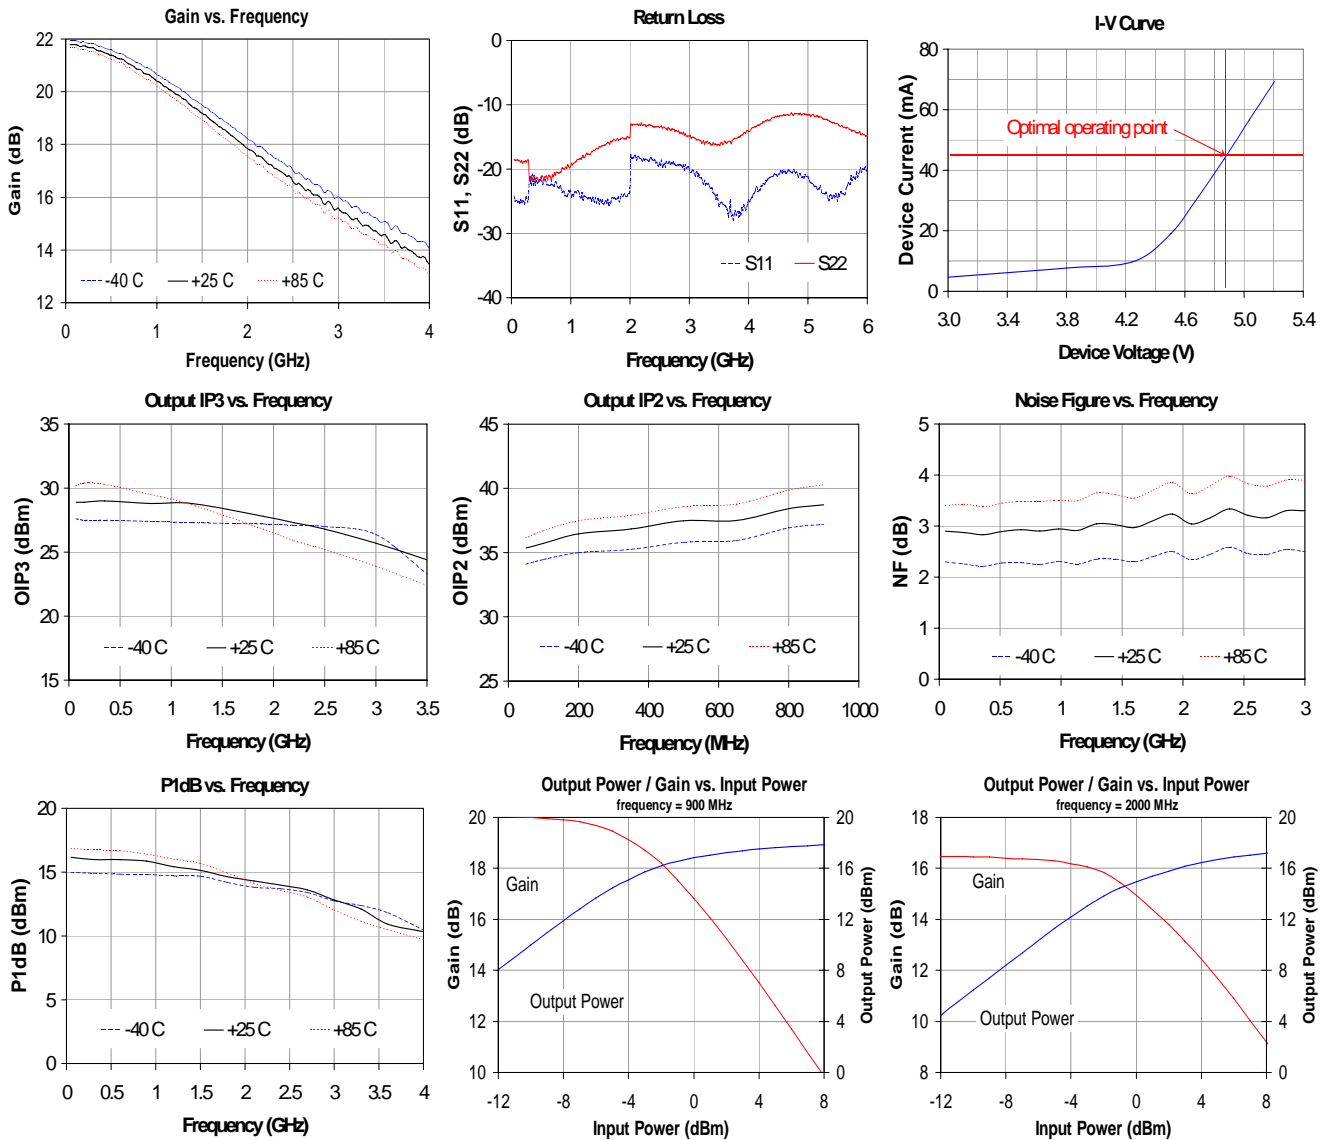 Gain vs. Frequency
22
20
18
16
14
12
0 1 2 3 4
Gain (dB)
-40 C +25 C +85 C
Frequency (GHz)
Return Loss
0
-10
-20
-30
-40
0 1 2 3 4 5 6
S11, S22 (dB)
S11 S22
Frequency (GHz)
I-V Curve
80
60
40
20
0
3.0 3.4 3.8 4.2 4.6 5.0 5.4
Device Current (mA)
Optimal operating point
Device Voltage (V)
Output IP3 vs. Frequency
35
30
25
20
15
0 0.5 1 1.5 2 2.5 3 3.5
OIP3 (dBm)
-40 C +25 C +85 C
Frequency (GHz)
Output IP2 vs. Frequency
45
40
35
30
25
0 200 400 600 800 1000
OIP2 (dBm)
-40 C +25 C +85 C
Frequency (MHz)
Noise Figure vs. Frequency
5
4
3
2
1
0
0 0.5 1 1.5 2 2.5 3
NF (dB)
-40 C +25 C +85 C
Frequency (GHz)
P1dB vs. Frequency
20
15
10
5
0
0 0.5 1 1.5 2 2.5 3 3.5 4
P1dB (dBm)
-40 C +25 C +85 C
Frequency (GHz)
Output Power / Gain vs. Input Power
frequency = 900 MHz
20 20
18 16
16 12
14 8
12 4
10 0
-12 -8 -4 0 4 8
Gain (dB)
Output Power (dBm)
Gain
Output Power
Input Power (dBm)
Output Power / Gain vs. Input Power
frequency = 2000 MHz
18 20
16 16
14 12
12 8
10 4
8 0
-12 -8 -4 0 4 8
Gain (dB)
Output Power (dBm)
Gain
Output Power
Input Power (dBm)